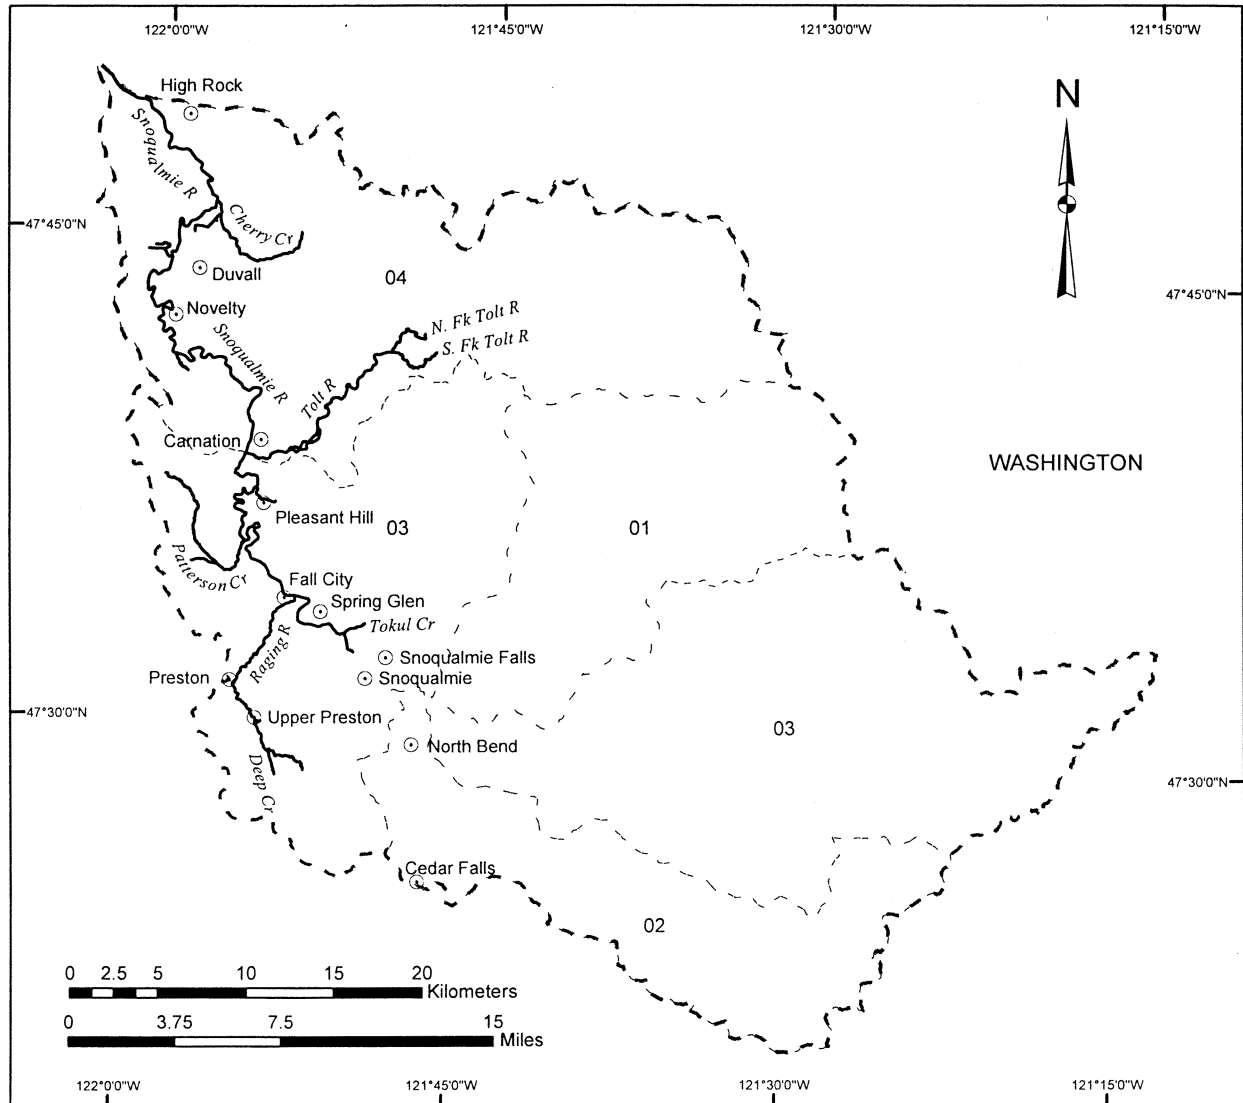 122°0'0"W
121°45'0"W
121°30'0"W
121°15'0"W
High Rock
N
Snoqualmie R
Cherry Cr
47°45'0"N
Duvall
04
47°45'0"N
Novelty
N. Fk Tolt R
S. Fk Tolt R
Snoqualmie R
Tolt R
Carnation
WASHINGTON
Pleasant Hill
03
01
Patterson Cr
Fall City
Spring Glen
Tokul Cr
Raging R
Snoqualmie Falls
Preston
Snoqualmie
47°30'0"N
Upper Preston
03
North Bend
Deep Cr
47°30'0"N
Cedar Falls
02
0 2.5 5 10 15 20
Kilometers
0 3.75 7.5 15
Miles
122°0'0"W
121°45'0"W
121°30'0"W
121°15'0"W